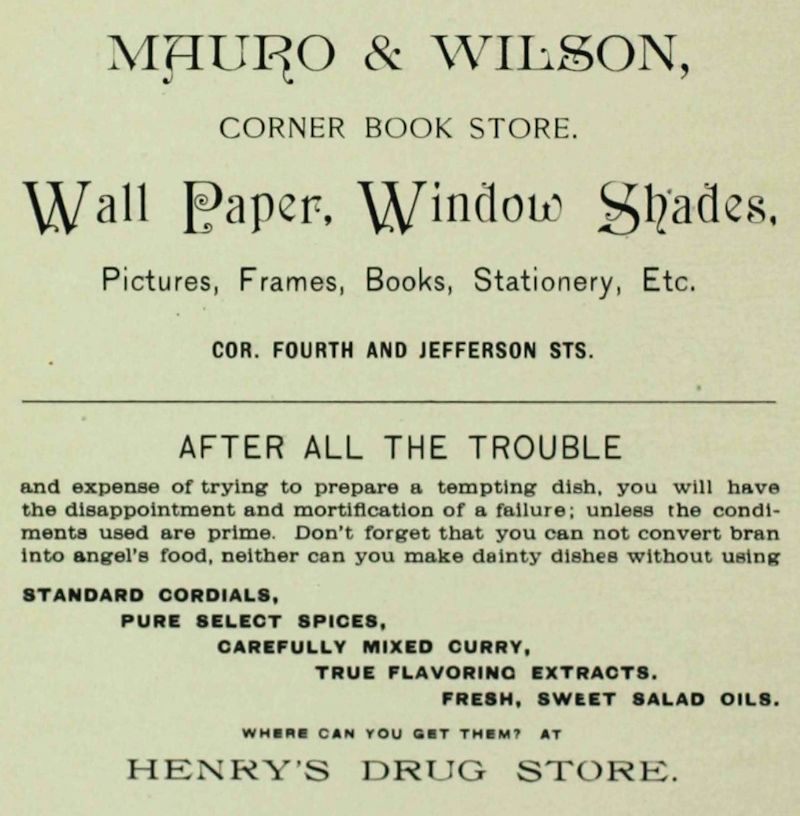 MAURO & WILSON,
CORNER BOOK STORE.
Wall Paper, Window Shades,
Pictures, Frames, Books, Stationery, Etc.
COR. FOURTH AND JEFFERSON STS.
AFTER ALL THE TROUBLE
and expense of trying to prepare a tempting dish, you will have
the disappointment and mortification of a failure; unless the condi-
ments used are prime. Don't forget that you can not convert bran
into angel's food, neither can you make dainty dishes without using
STANDARD CORDIALS,
PURE SELECT SPICES,
CAREFULLY MIXED CURRY,
TRUE FLAVORING EXTRACTS.
FRESH, SWEET SALAD OILS.
WHERE CAN YOU GET THEM? AT
HENRY'S DRUG STORE.